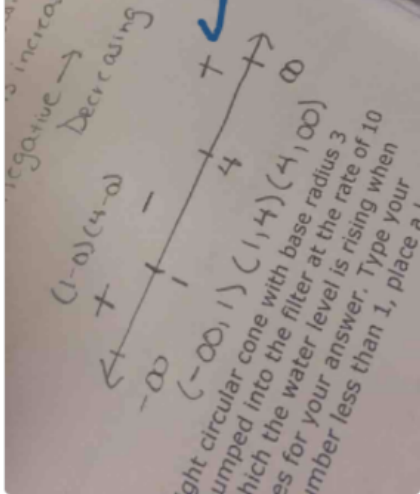 s increa
negative →
Decreasing
(1-0)(4-0)
+ - +
-∞ 1 4 ∞
(-∞,1) (1,4) (4,∞)
ght circular cone with base radius 3
umped into the filter at the rate of 10
hich the water level is rising when
es for your answer. Type your
umber less than 1, place a